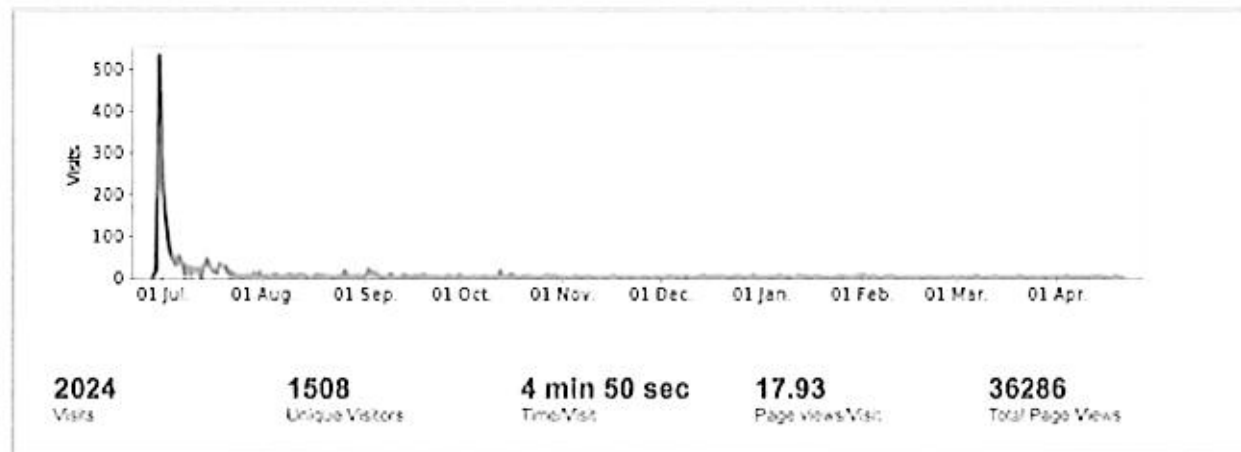 500
400
300
200
100
0
Visits
01 Jul. 01 Aug 01 Sep. 01 Oct. 01 Nov. 01 Dec. 01 Jan. 01 Feb. 01 Mar. 01 Apr.
2024 1508 4 min 50 sec 17.93 36286
Visits Unique Visitors Time/Visit Page views/Visit Total Page Views